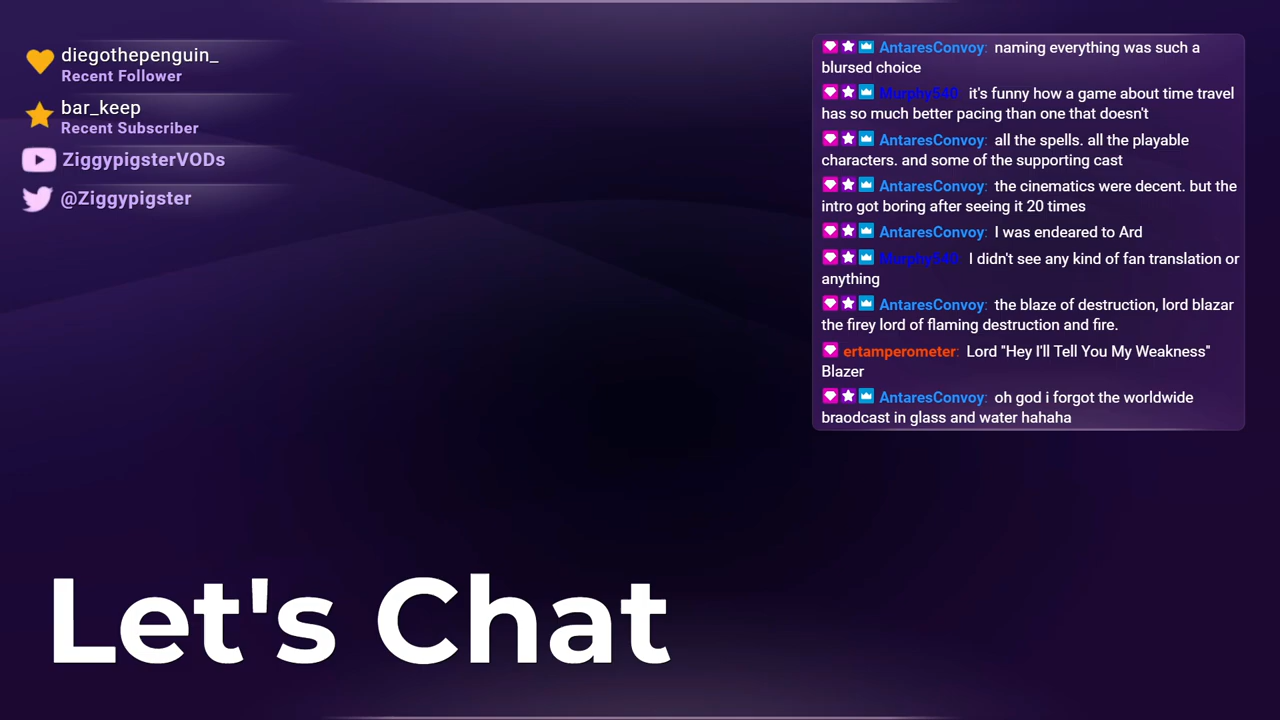 diegothepenguin_
Recent Follower
bar_keep
Recent Subscriber
ZiggypigsterVODs
@Ziggypigster
AntaresConvoy: naming everything was such a
blursed choice
Murphy540: it's funny how a game about time travel
has so much better pacing than one that doesn't
AntaresConvoy: all the spells. all the playable
characters. and some of the supporting cast
AntaresConvoy: the cinematics were decent. but the
intro got boring after seeing it 20 times
AntaresConvoy: I was endeared to Ard
Murphy540: I didn't see any kind of fan translation or
anything
AntaresConvoy: the blaze of destruction, lord blazar
the firey lord of flaming destruction and fire.
ertamperometer: Lord "Hey I'll Tell You My Weakness"
Blazer
AntaresConvoy: oh god i forgot the worldwide
braodcast in glass and water hahaha
Let's Chat